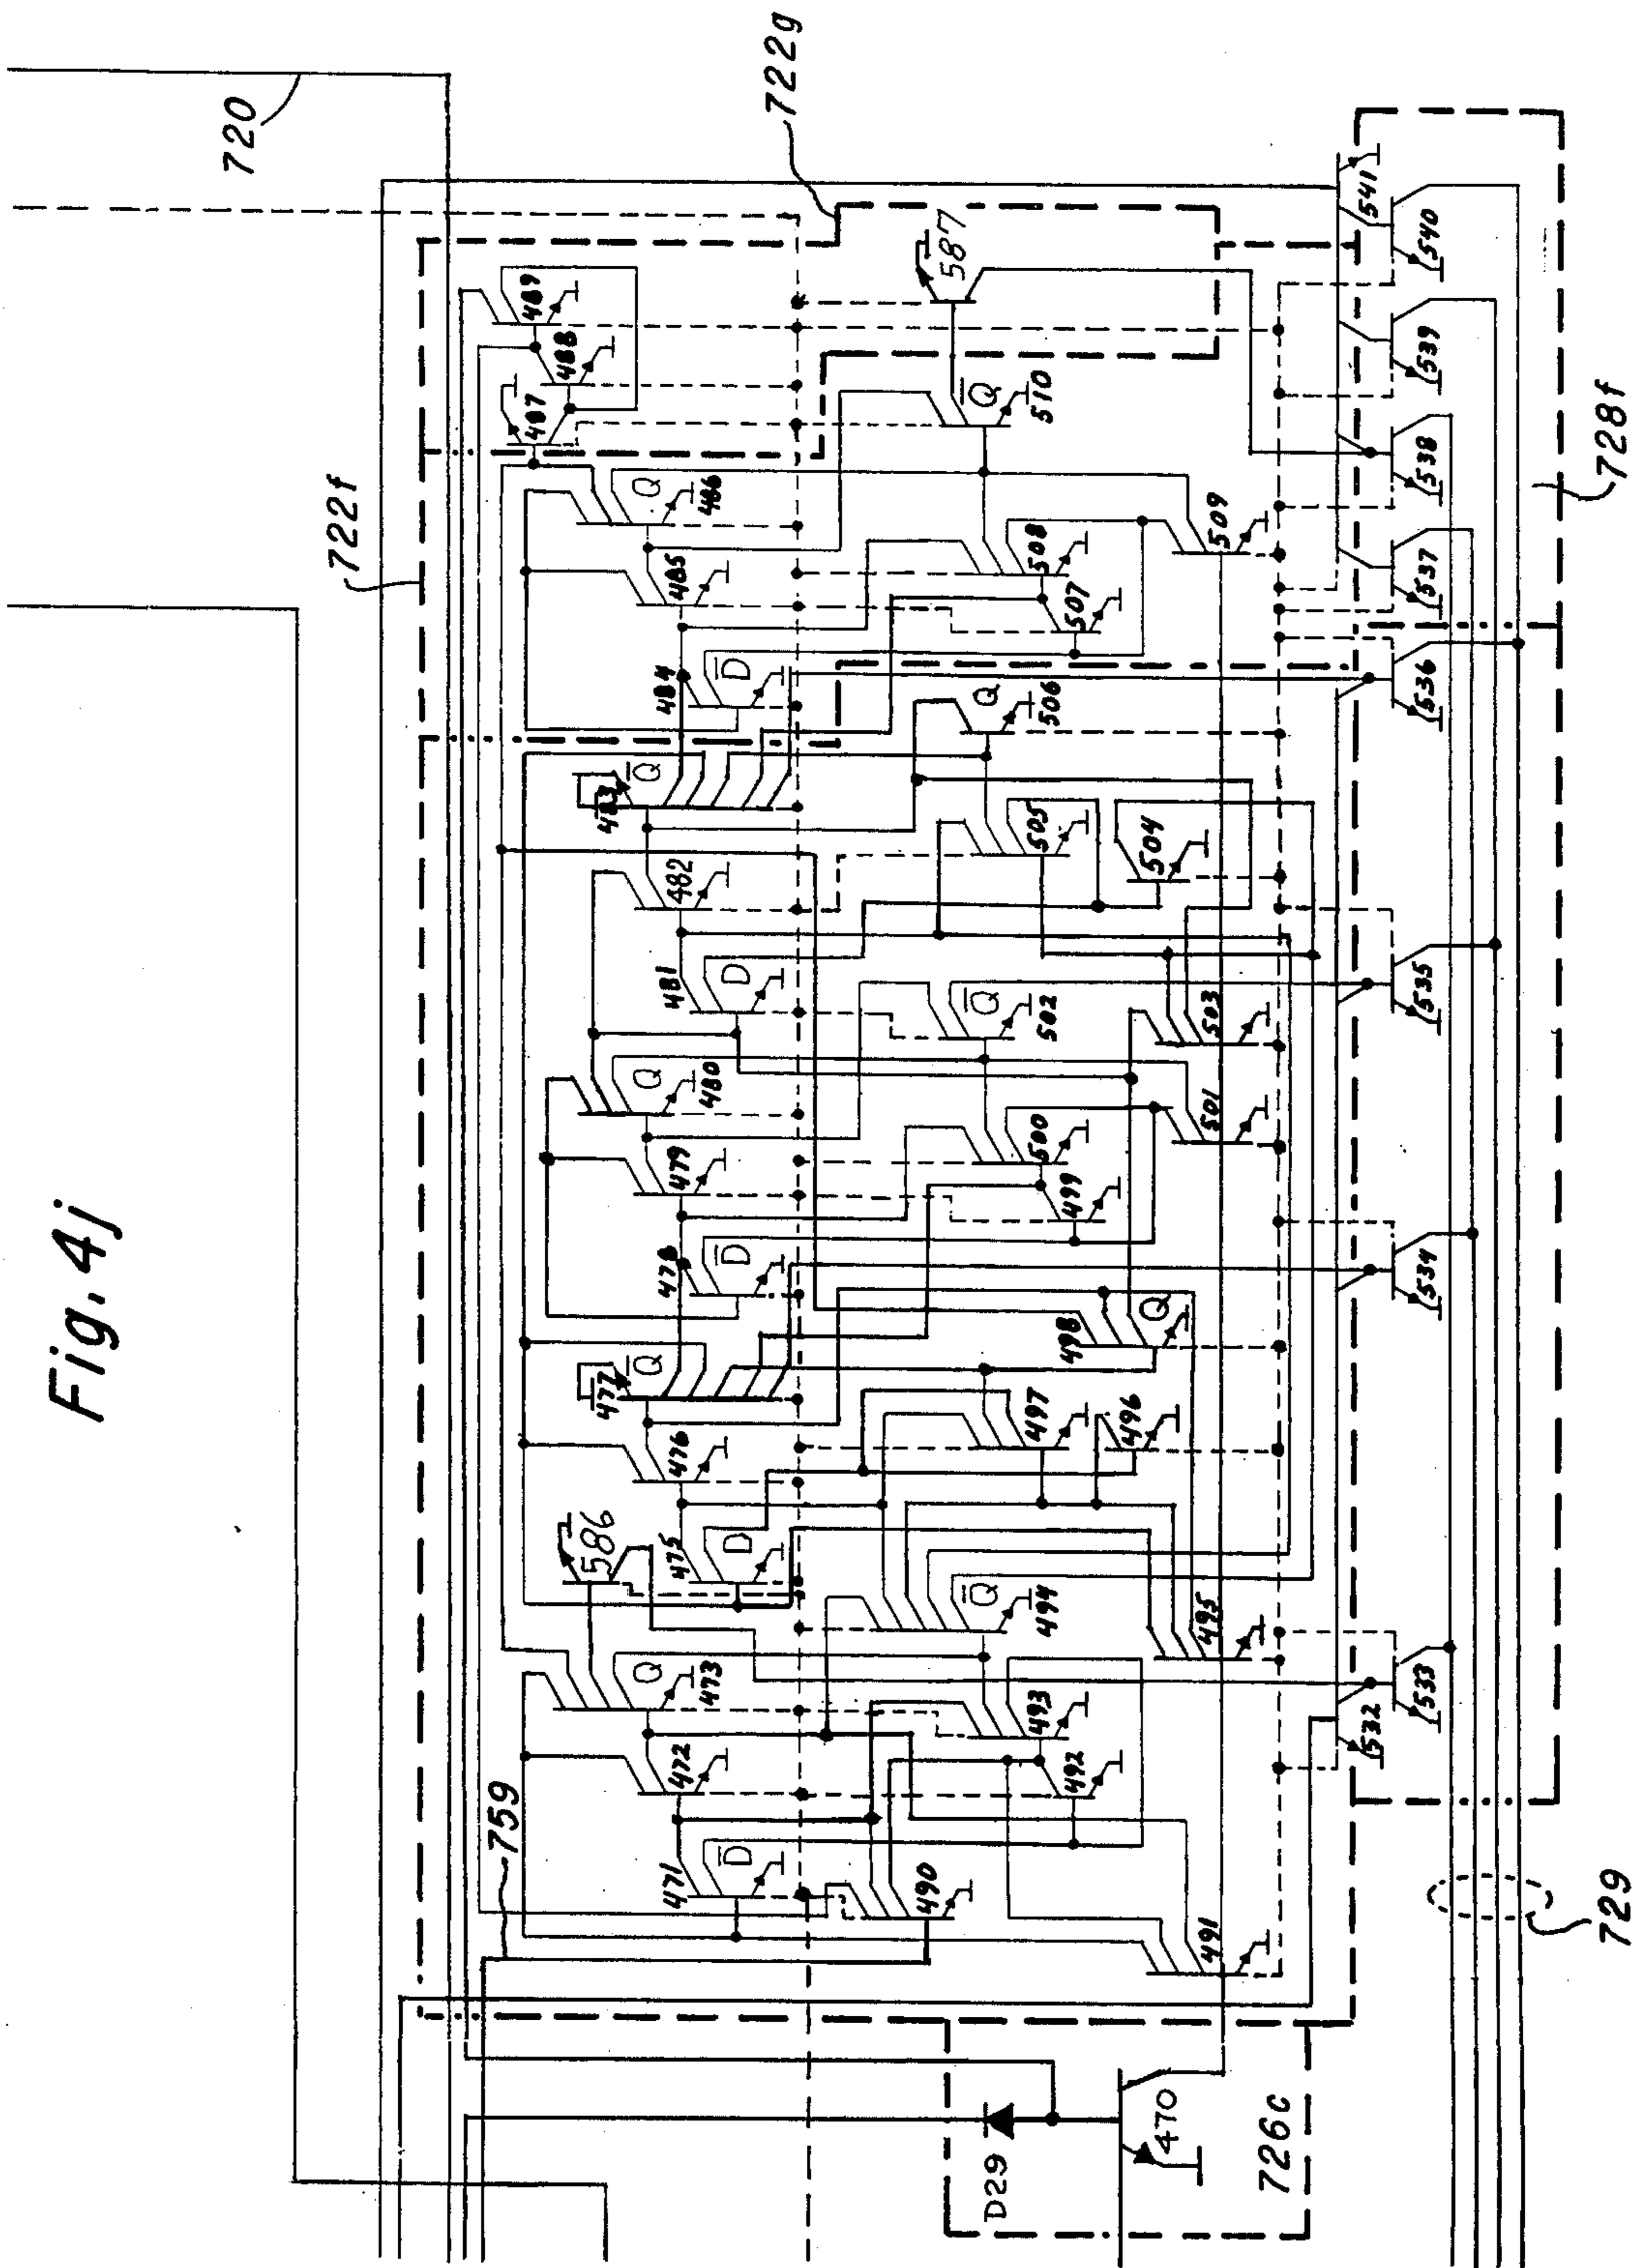 Fig. 4j
720
722f
722g
759
489
488
487
Q
486
485
484
D̅
Q̅
483
482
481
D
Q
480
479
478
D̅
Q̅
477
476
475
D
586
Q
473
472
471
D̅
587
Q̅
510
509
508
507
Q
506
505
504
503
Q̅
502
501
500
499
498
Q
497
496
495
Q̅
494
493
492
491
490
541
540
539
538
537
536
535
534
533
532
728f
729
D29
470
726c